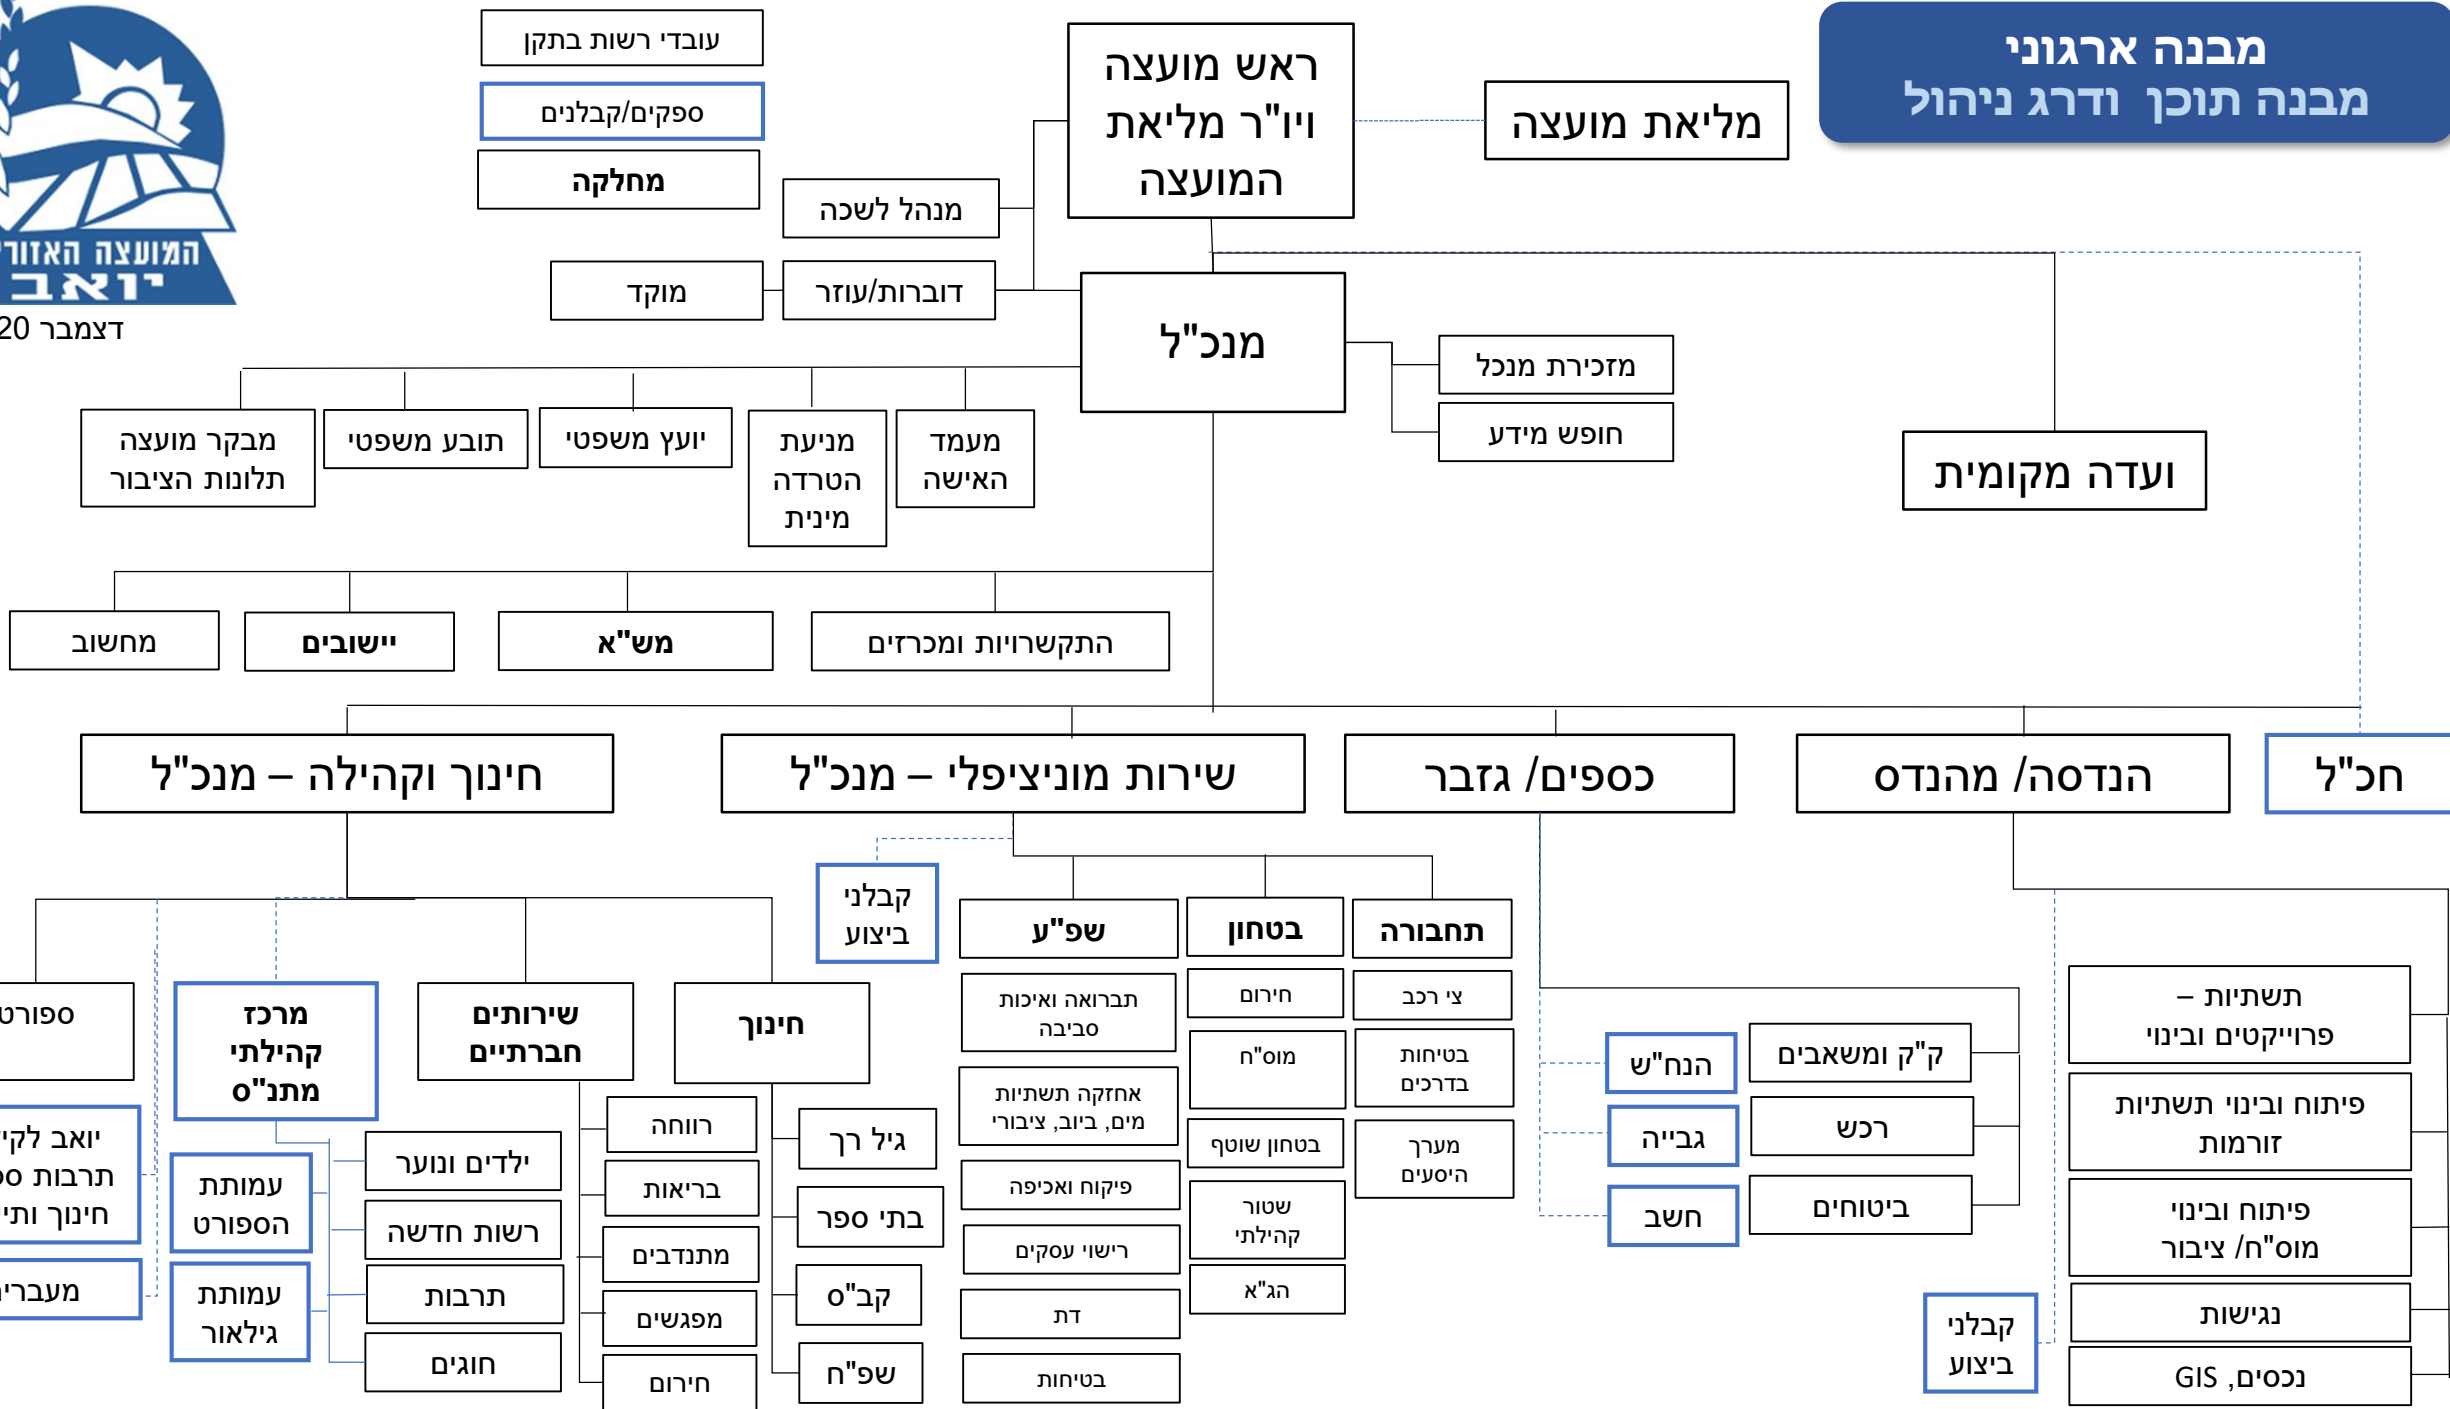 מבנה ארגוני
מבנה תוכן ודרג ניהול
מליאת מועצה
ראש מועצה
ויו"ר מליאת
המועצה
עובדי רשות בתקן
ספקים/קבלנים
מחלקה
מנהל לשכה
דוברות/עוזר
מוקד
יואב
דצמבר
מנכ"ל
מזכירת מנכל
חופש מידע
ועדה מקומית
מעמד
האישה
מניעת
הטרדה
מינית
יועץ משפטי
תובע משפטי
מבקר מועצה
תלונות הציבור
התקשרויות ומכרזים
מש"א
יישובים
מחשוב
חכ"ל
הנדסה/ מהנדס
כספים/ גזבר
שירות מוניציפלי – מנכ"ל
חינוך וקהילה – מנכ"ל
תשתיות –
פרוייקטים ובינוי
פיתוח ובינוי תשתיות
זורמות
פיתוח ובינוי
מוס"ח/ ציבור
נגישות
נכסים, GIS
קבלני
ביצוע
ק"ק ומשאבים
רכש
ביטוחים
הנח"ש
גבייה
חשב
תחבורה
צי רכב
בטיחות
בדרכים
מערך
היסעים
בטחון
חירום
מוס"ח
בטחון שוטף
שטור
קהילתי
הג"א
שפ"ע
תברואה ואיכות
סביבה
אחזקה תשתיות
מים, ביוב, ציבורי
פיקוח ואכיפה
רישוי עסקים
דת
בטיחות
קבלני
ביצוע
חינוך
גיל רך
בתי ספר
קב"ס
שפ"ח
שירותים
חברתיים
רווחה
בריאות
מתנדבים
מפגשים
חירום
מרכז
קהילתי
מתנ"ס
ילדים ונוער
רשות חדשה
תרבות
חוגים
עמותת
הספורט
עמותת
גילאור
ספורט
יואב
תרבות
חינוך